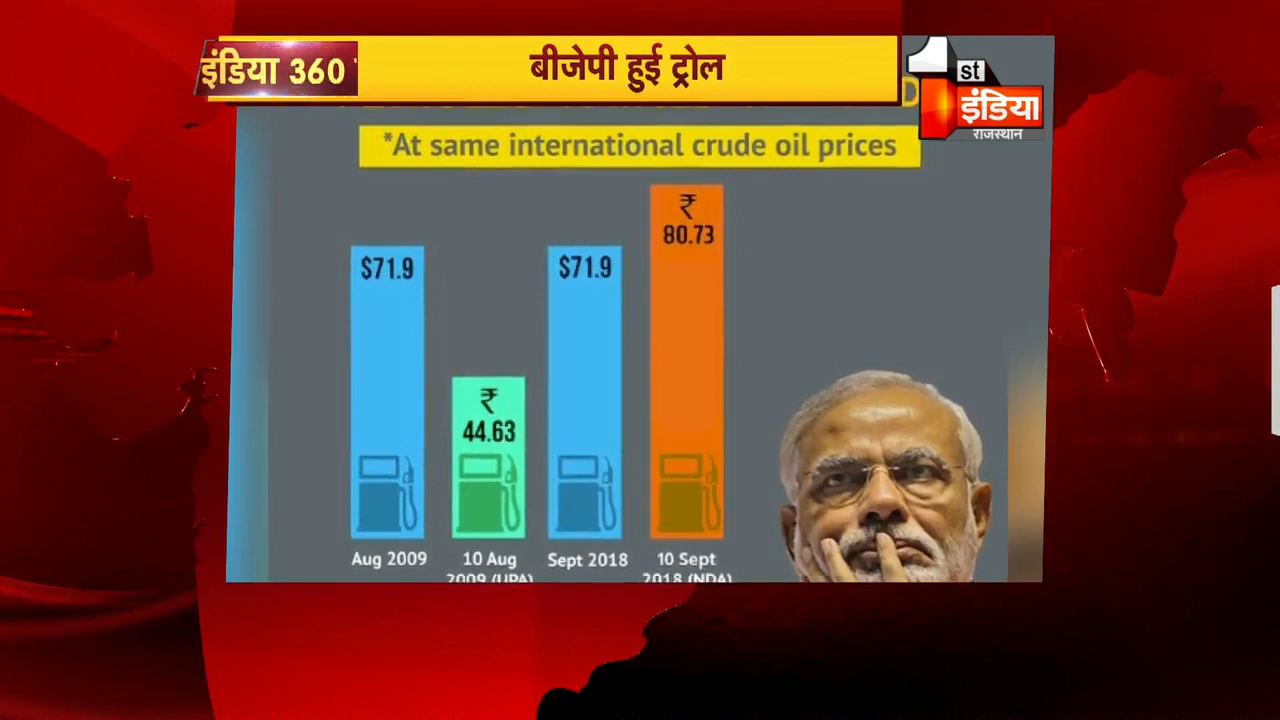 इंडिया 360°
बीजेपी हुई ट्रोल
1st
इंडिया
राजस्थान
*At same international crude oil prices
$71.9
₹
44.63
$71.9
₹
80.73
Aug 2009
10 Aug
2009 (UPA)
Sept 2018
10 Sept
2018 (NDA)